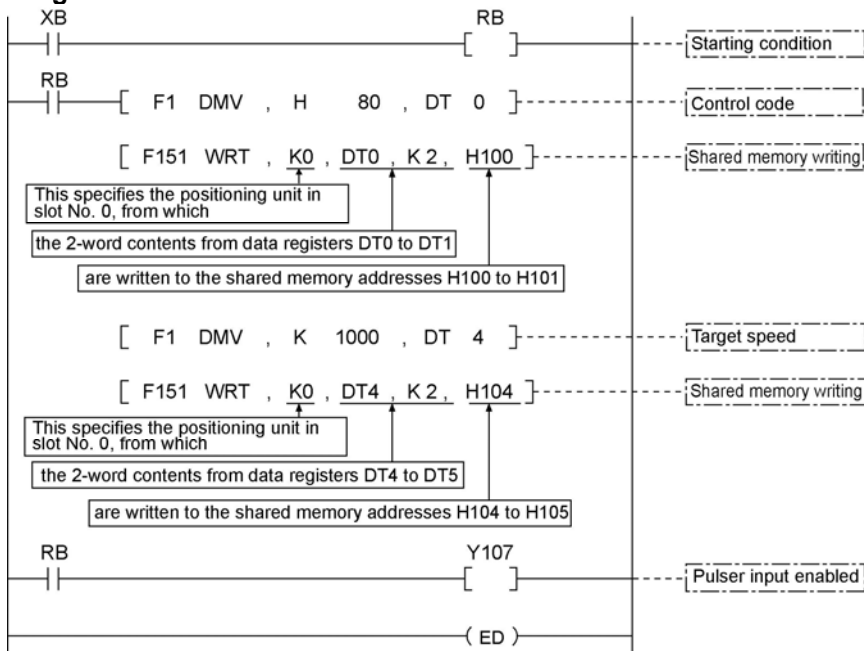 XB RB
Starting condition
RB
[ F1 DMV , H 80 , DT 0 ] Control code
[ F151 WRT , K0 , DT0 , K 2 , H100 ] Shared memory writing
This specifies the positioning unit in
slot No. 0, from which
the 2-word contents from data registers DT0 to DT1
are written to the shared memory addresses H100 to H101
[ F1 DMV , K 1000 , DT 4 ] Target speed
[ F151 WRT , K0 , DT4 , K 2 , H104 ] Shared memory writing
This specifies the positioning unit in
slot No. 0, from which
the 2-word contents from data registers DT4 to DT5
are written to the shared memory addresses H104 to H105
RB Y107
Pulser input enabled
( ED )